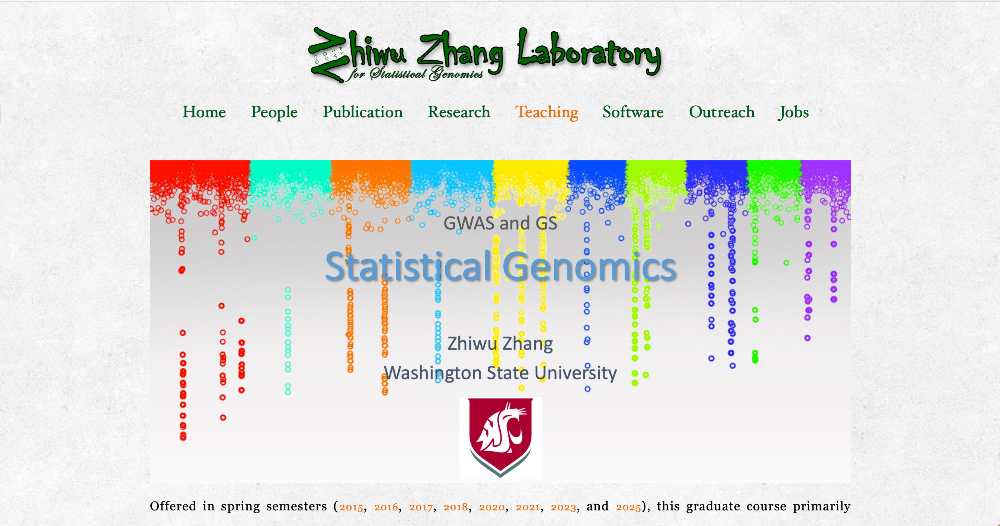 Zhiwu Zhang Laboratory
for Statistical Genomics
-A-T-
-T-A-
-G-C-
-C-G-
Home People Publication Research Teaching Software Outreach Jobs
GWAS and GS
Statistical Genomics
Zhiwu Zhang
Washington State University
WSC
Offered in spring semesters (2015, 2016, 2017, 2018, 2020, 2021, 2023, and 2025), this graduate course primarily